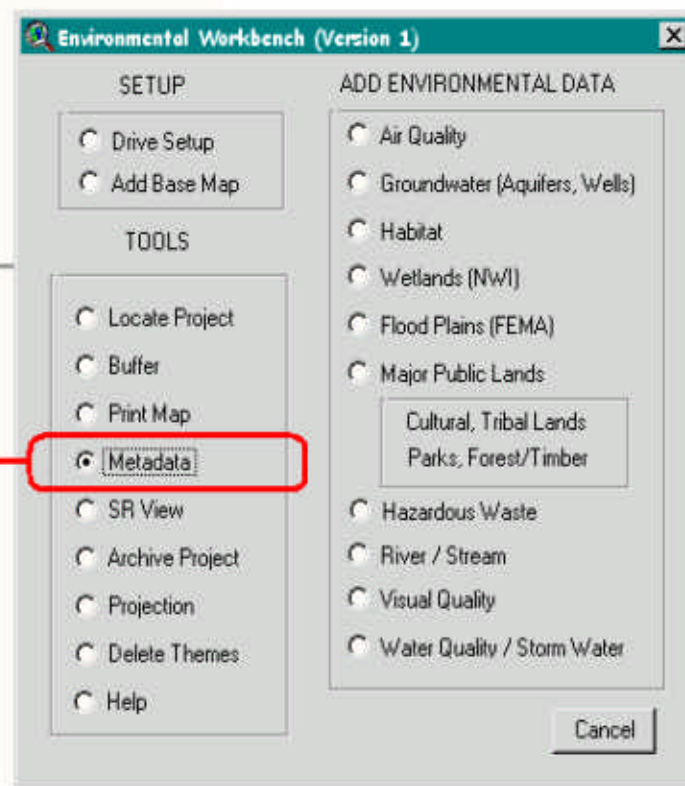 Environmental Workbench (Version 1)
SETUP
Drive Setup
Add Base Map
TOOLS
Locate Project
Buffer
Print Map
Metadata
SR View
Archive Project
Projection
Delete Themes
Help
ADD ENVIRONMENTAL DATA
Air Quality
Groundwater (Aquifers, Wells)
Habitat
Wetlands (NWI)
Flood Plains (FEMA)
Major Public Lands
Cultural, Tribal Lands
Parks, Forest/Timber
Hazardous Waste
River / Stream
Visual Quality
Water Quality / Storm Water
Cancel